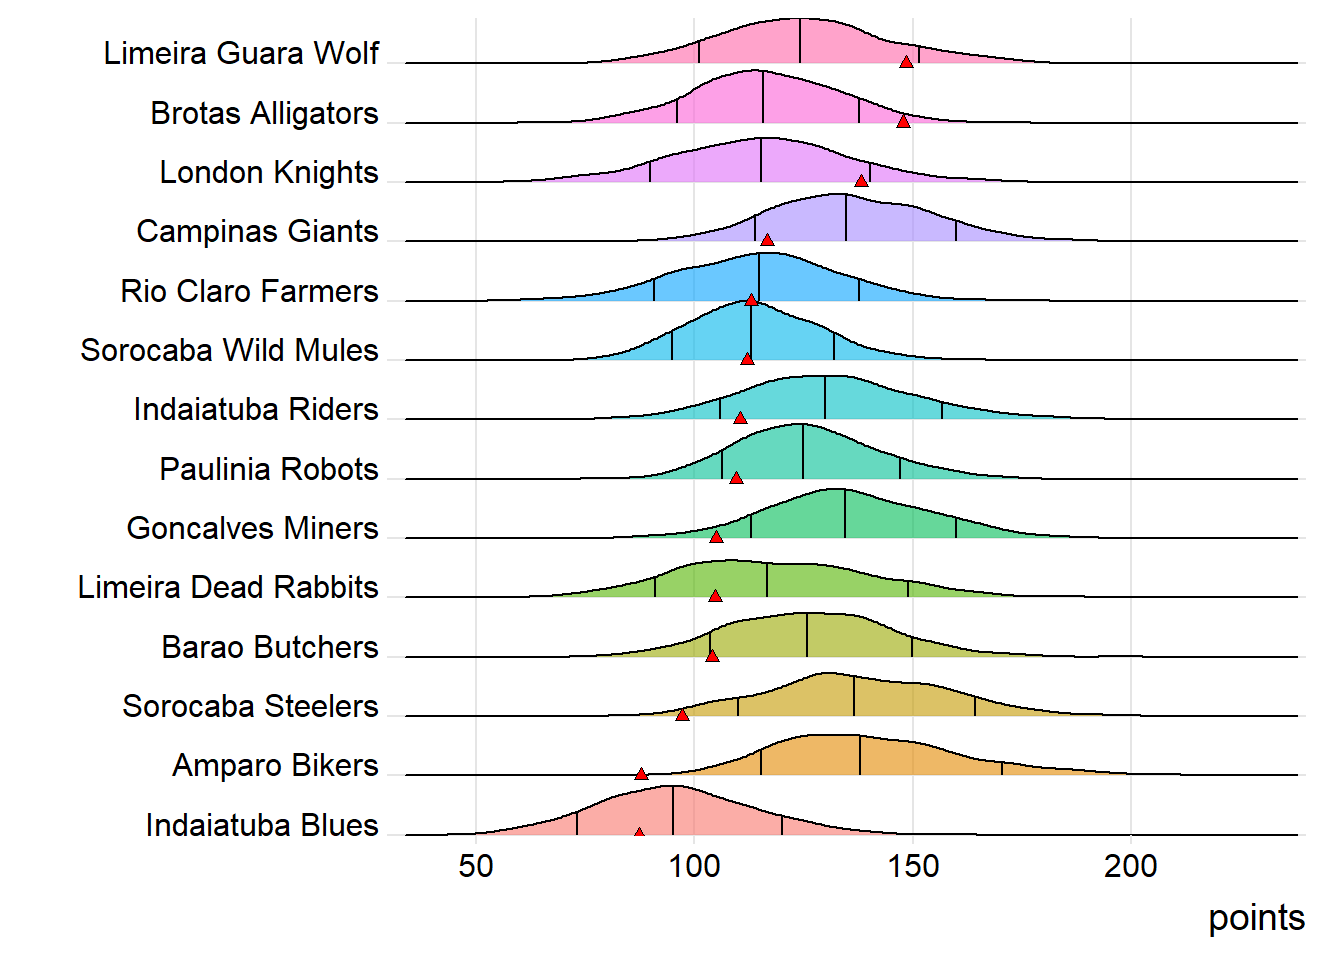 Limeira Guara Wolf
Brotas Alligators
London Knights
Campinas Giants
Rio Claro Farmers
Sorocaba Wild Mules
Indaiatuba Riders
Paulinia Robots
Goncalves Miners
Limeira Dead Rabbits
Barao Butchers
Sorocaba Steelers
Amparo Bikers
Indaiatuba Blues
50 100 150 200
points